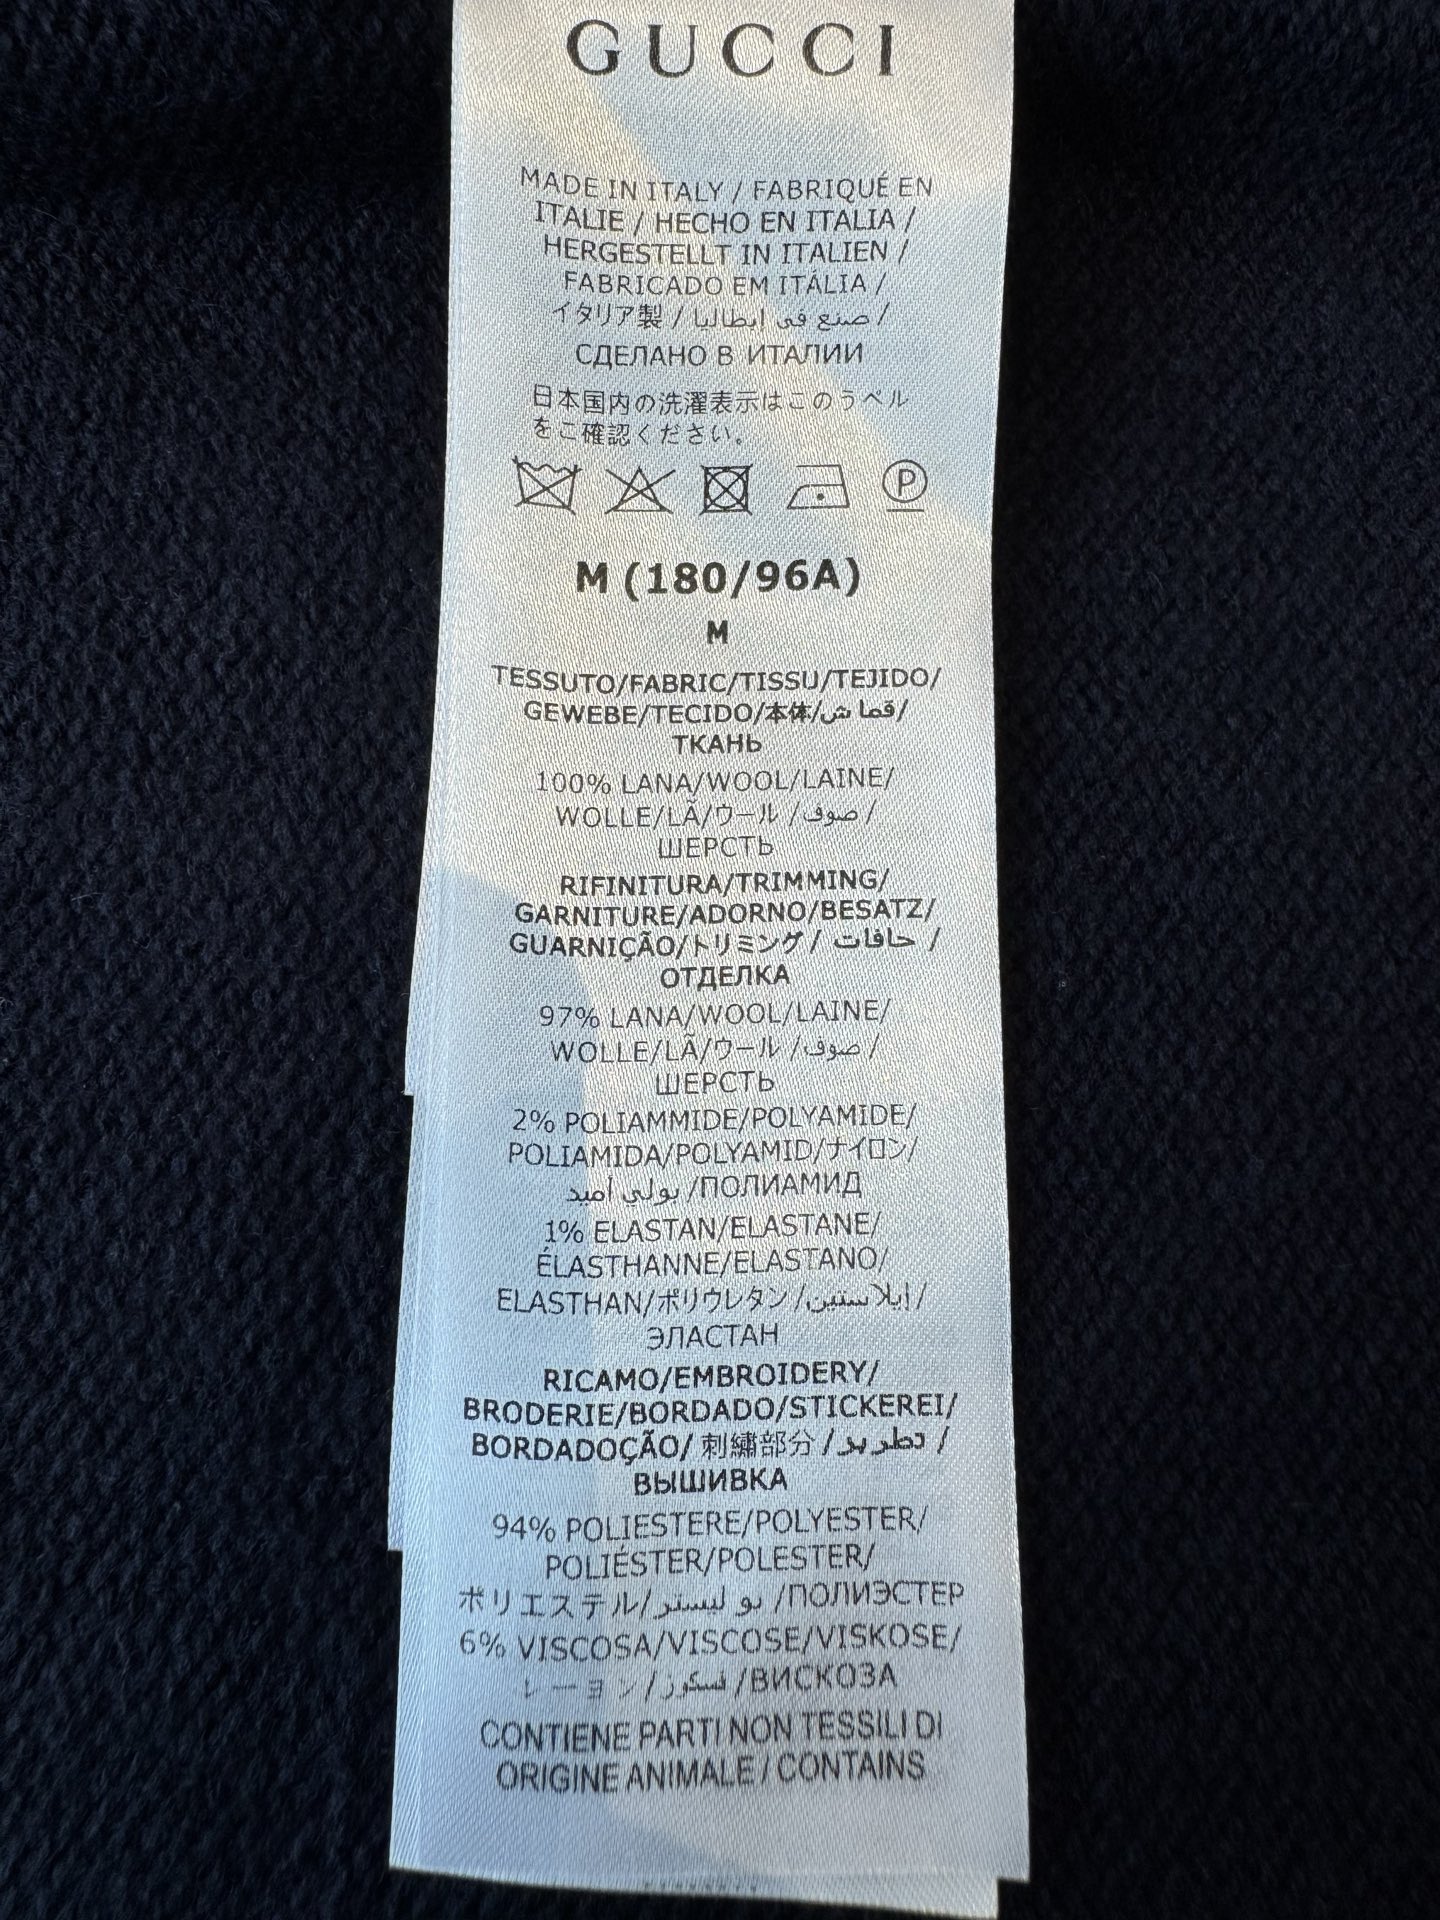 GUCCI
MADE IN ITALY / FABRIQUÉ EN
ITALIE / HECHO EN ITALIA /
HERGESTELLT IN ITALIEN /
FABRICADO EM ITÁLIA /
イタリア製 / صنع في ايطاليا /
СДЕЛАНО В ИТАЛИИ
日本国内の洗濯表示はこのラベル
をご確認ください。
P
M (180/96A)
M
TESSUTO/FABRIC/TISSU/TEJIDO/
GEWEBE/TECIDO/本体/قماش/
ТКАНЬ
100% LANA/WOOL/LAINE/
WOLLE/LÃ/ウール /صوف/
ШЕРСТЬ
RIFINITURA/TRIMMING/
GARNITURE/ADORNO/BESATZ/
GUARNIÇÃO/トリミング/ حافات /
ОТДЕЛКА
97% LANA/WOOL/LAINE/
WOLLE/LÃ/ウール /صوف/
ШЕРСТЬ
2% POLIAMMIDE/POLYAMIDE/
POLIAMIDA/POLYAMID/ナイロン/
بولي اميد /ПОЛИАМИД
1% ELASTAN/ELASTANE/
ÉLASTHANNE/ELASTANO/
ELASTHAN/ポリウレタン /إيلاستين/
ЭЛАСТАН
RICAMO/EMBROIDERY/
BRODERIE/BORDADO/STICKEREI/
BORDADOÇÃO/ 刺繍部分 /تطريز /
ВЫШИВКА
94% POLIESTERE/POLYESTER/
POLIÉSTER/POLESTER/
ポリエステル/بو ليستر /ПОЛИЭСТЕР
6% VISCOSA/VISCOSE/VISKOSE/
レーヨン /فسكوز /ВИСКОЗА
CONTIENE PARTI NON TESSILI DI
ORIGINE ANIMALE / CONTAINS